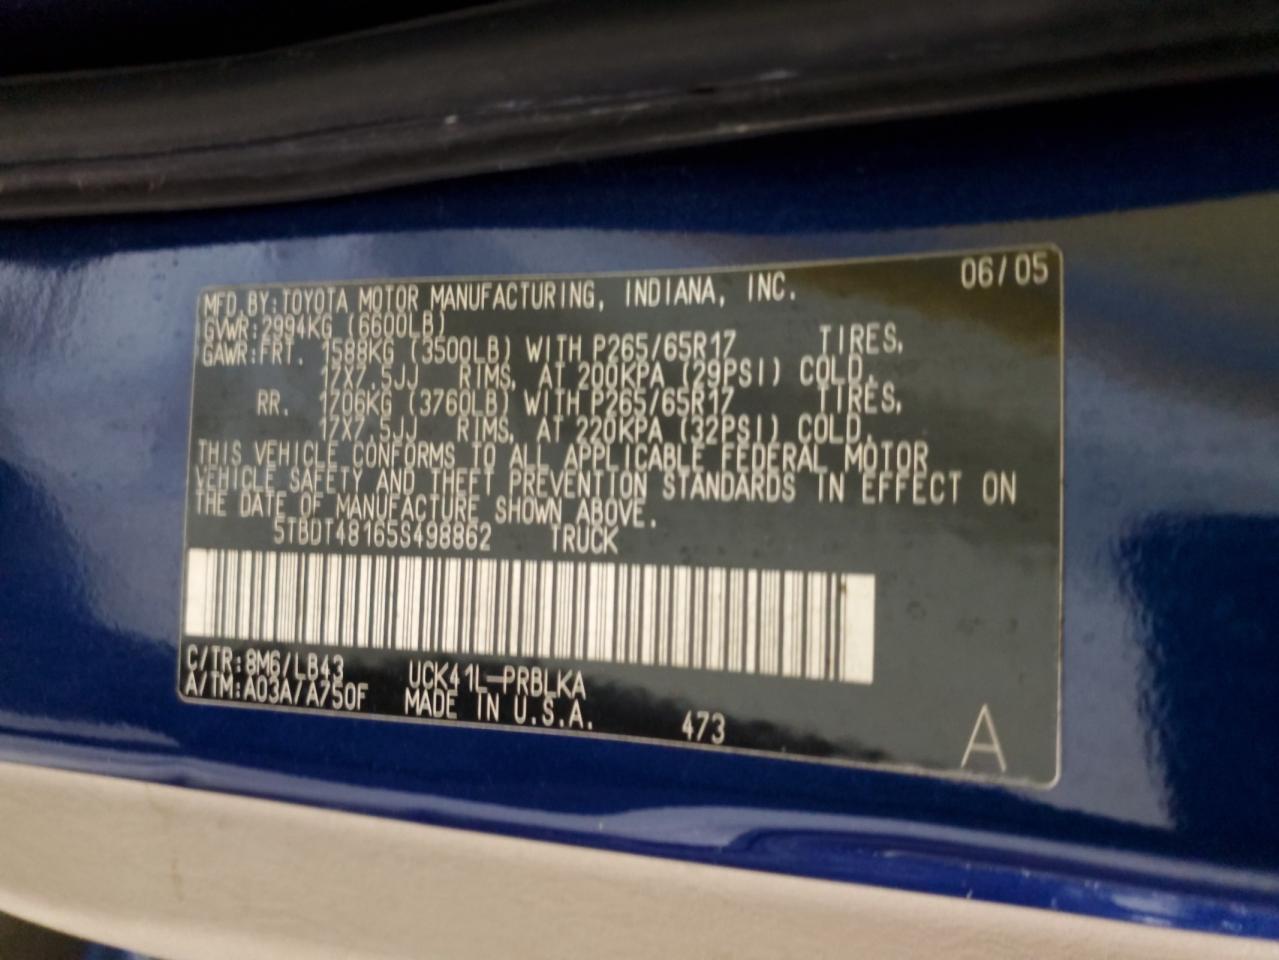 06/05
MFD.BY:TOYOTA MOTOR MANUFACTURING, INDIANA, INC.
GVWR:2994KG (6600LB)
GAWR:FRT. 1588KG (3500LB) WITH P265/65R17 TIRES,
17X7.5JJ RIMS, AT 200KPA (29PSI) COLD.
RR. 1706KG (3760LB) WITH P265/65R17 TIRES,
17X7.5JJ RIMS, AT 220KPA (32PSI) COLD.
THIS VEHICLE CONFORMS TO ALL APPLICABLE FEDERAL MOTOR
VEHICLE SAFETY AND THEFT PREVENTION STANDARDS IN EFFECT ON
THE DATE OF MANUFACTURE SHOWN ABOVE.
5TBDT48165S498862 TRUCK
C/TR:8M6/LB43 UCK41L-PRBLKA
A/TM:A03A/A750F MADE IN U.S.A. 473
A